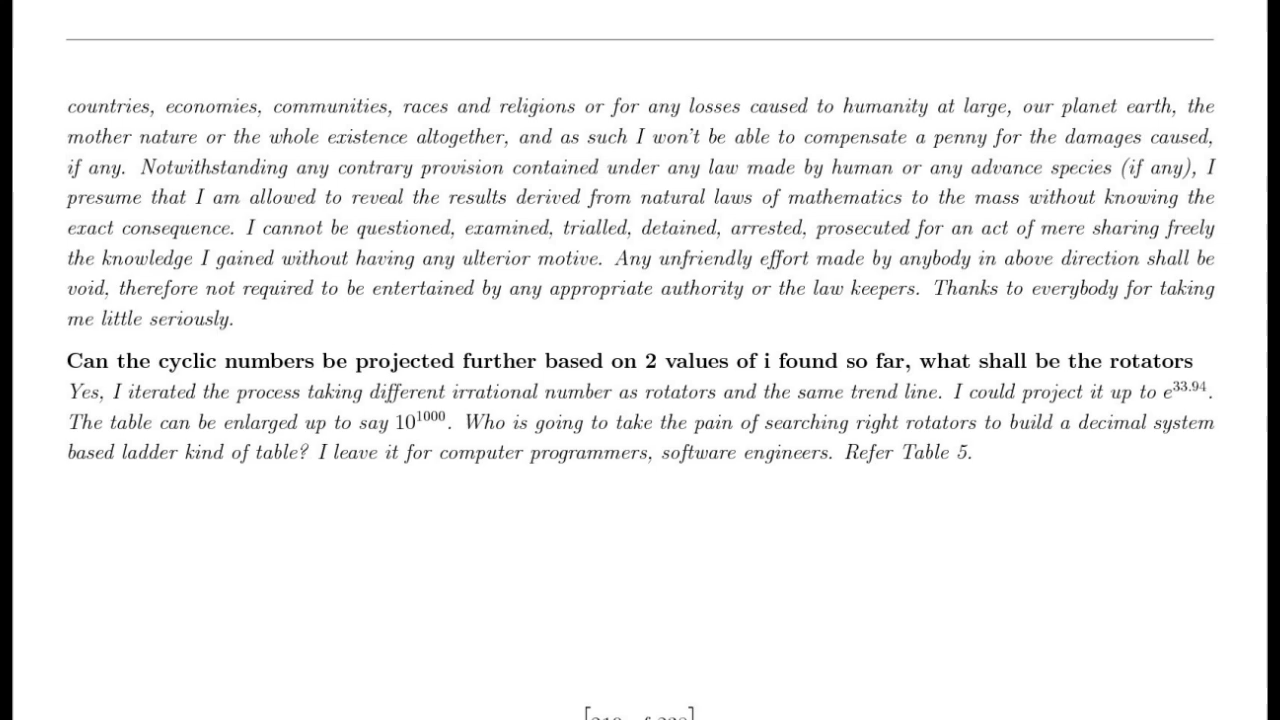 countries, economies, communities, races and religions or for any losses caused to humanity at large, our planet earth, the
mother nature or the whole existence altogether, and as such I won't be able to compensate a penny for the damages caused,
if any. Notwithstanding any contrary provision contained under any law made by human or any advance species (if any), I
presume that I am allowed to reveal the results derived from natural laws of mathematics to the mass without knowing the
exact consequence. I cannot be questioned, examined, trialled, detained, arrested, prosecuted for an act of mere sharing freely
the knowledge I gained without having any ulterior motive. Any unfriendly effort made by anybody in above direction shall be
void, therefore not required to be entertained by any appropriate authority or the law keepers. Thanks to everybody for taking
me little seriously.
Can the cyclic numbers be projected further based on 2 values of i found so far, what shall be the rotators
Yes, I iterated the process taking different irrational number as rotators and the same trend line. I could project it up to e^33.94.
The table can be enlarged up to say 10^1000. Who is going to take the pain of searching right rotators to build a decimal system
based ladder kind of table? I leave it for computer programmers, software engineers. Refer Table 5.